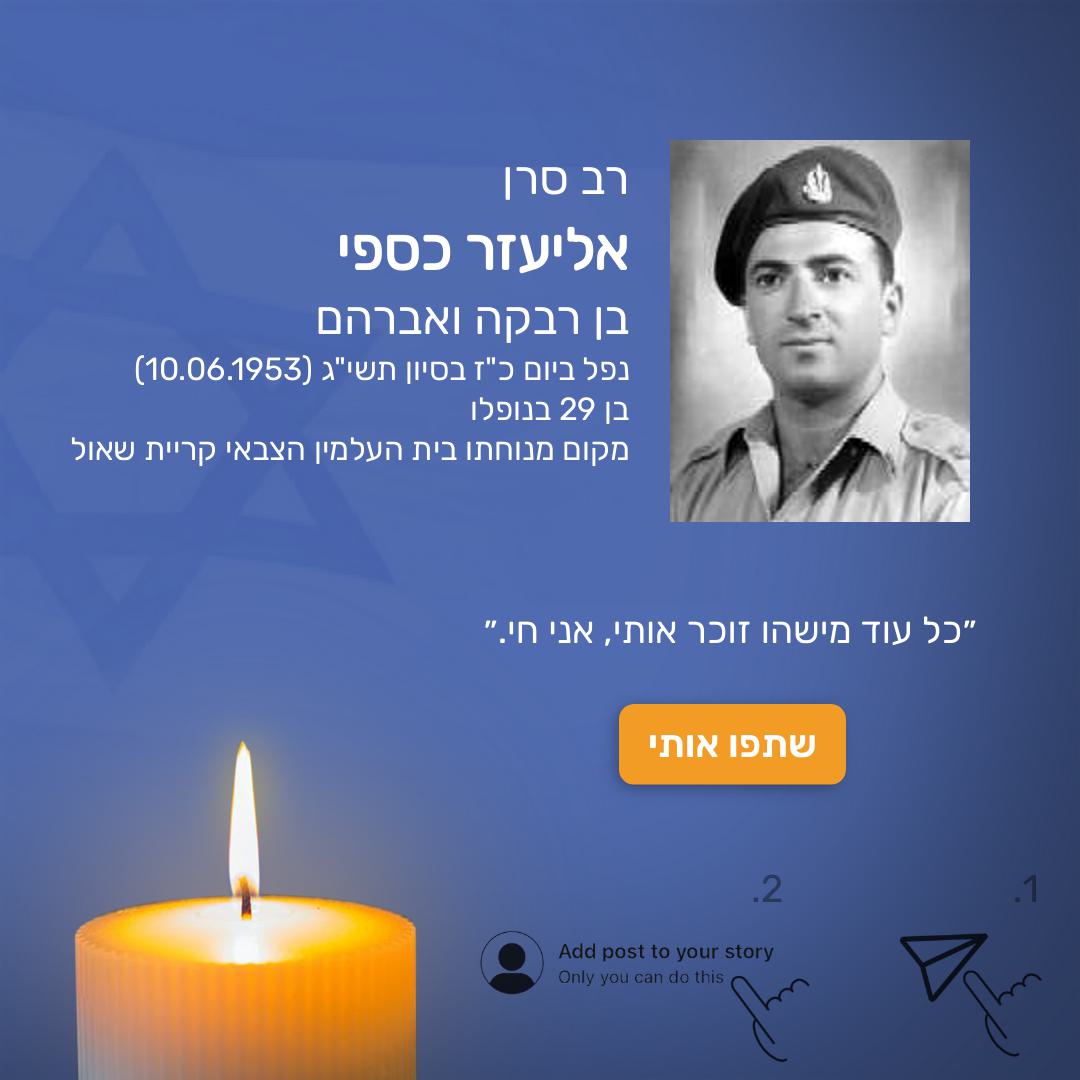 רב סרן
אליעזר כספי
בן רבקה ואברהם
נפל ביום כ"ז בסיון תשי"ג (10.06.1953)
בן 29 בנופלו
מקום מנוחתו בית העלמין הצבאי קריית שאול
״כל עוד מישהו זוכר אותי, אני חי.״
שתפו אותי
1.
2.
Add post to your story
Only you can do this